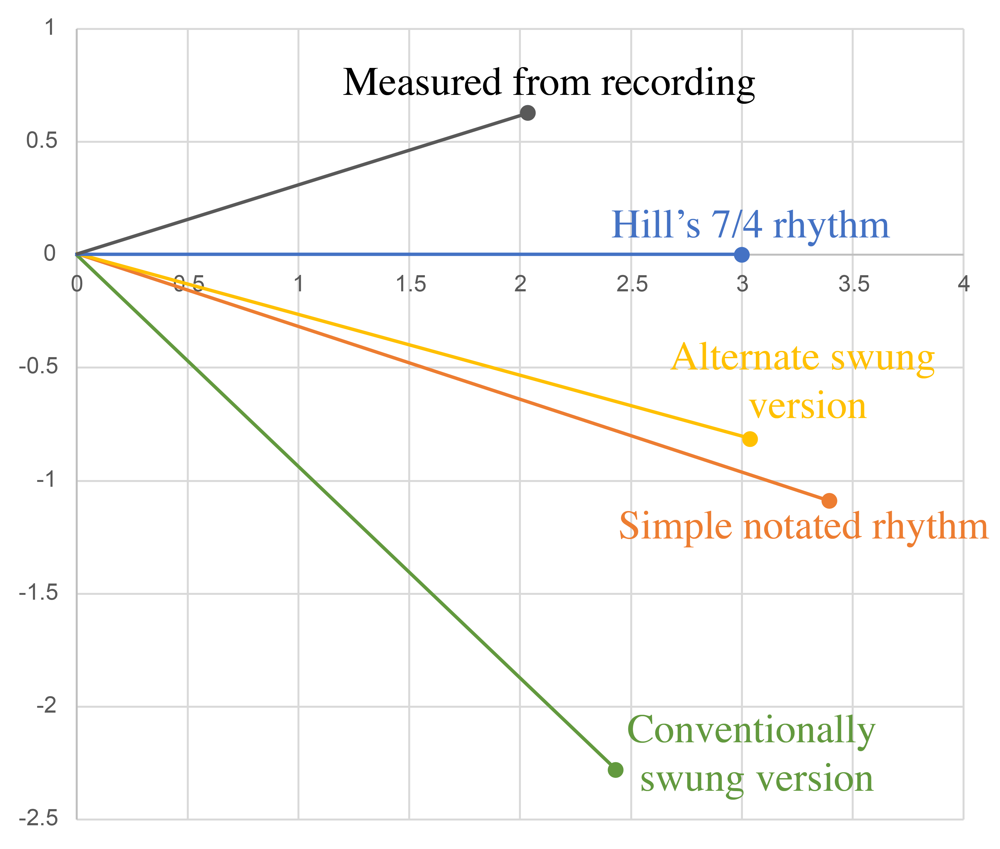 1
Measured from recording
0.5
Hill’s 7/4 rhythm
0
0 0.5 1 1.5 2 2.5 3 3.5 4
Alternate swung
-0.5
version
-1
Simple notated rhythm
-1.5
-2
Conventionally
swung version
-2.5